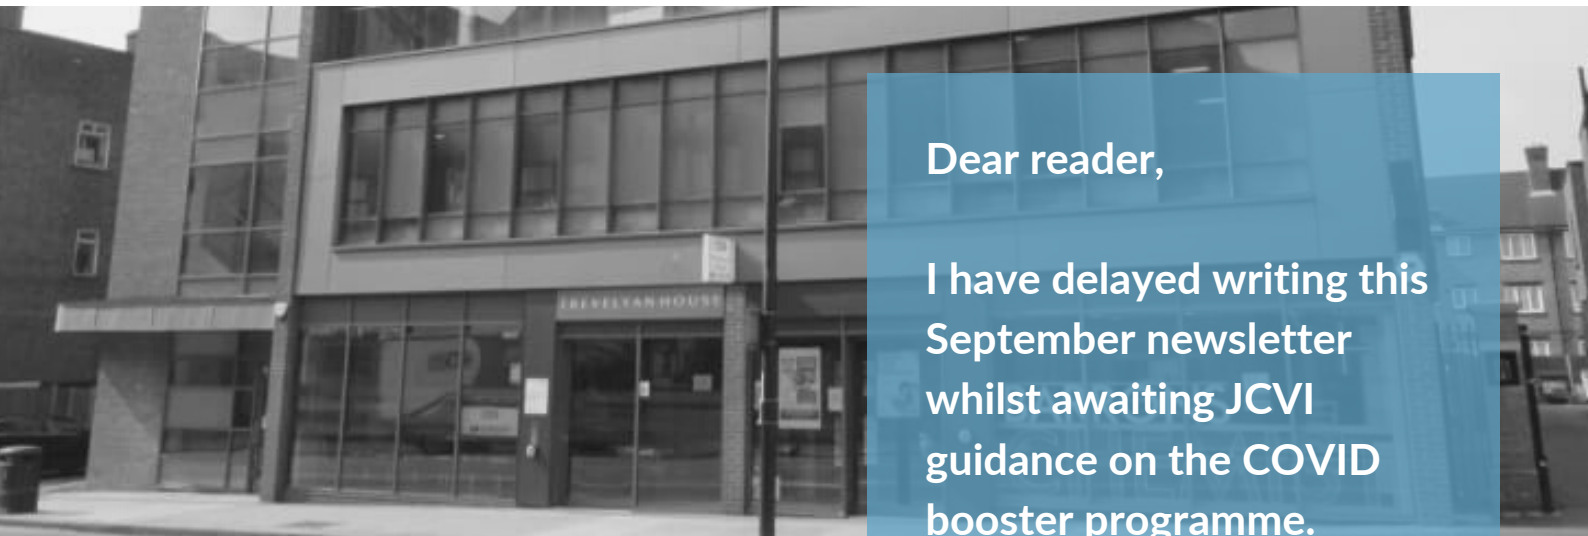 TREVELYAN HOUSE
Dear reader,
I have delayed writing this
September newsletter
whilst awaiting JCVI
guidance on the COVID
booster programme.